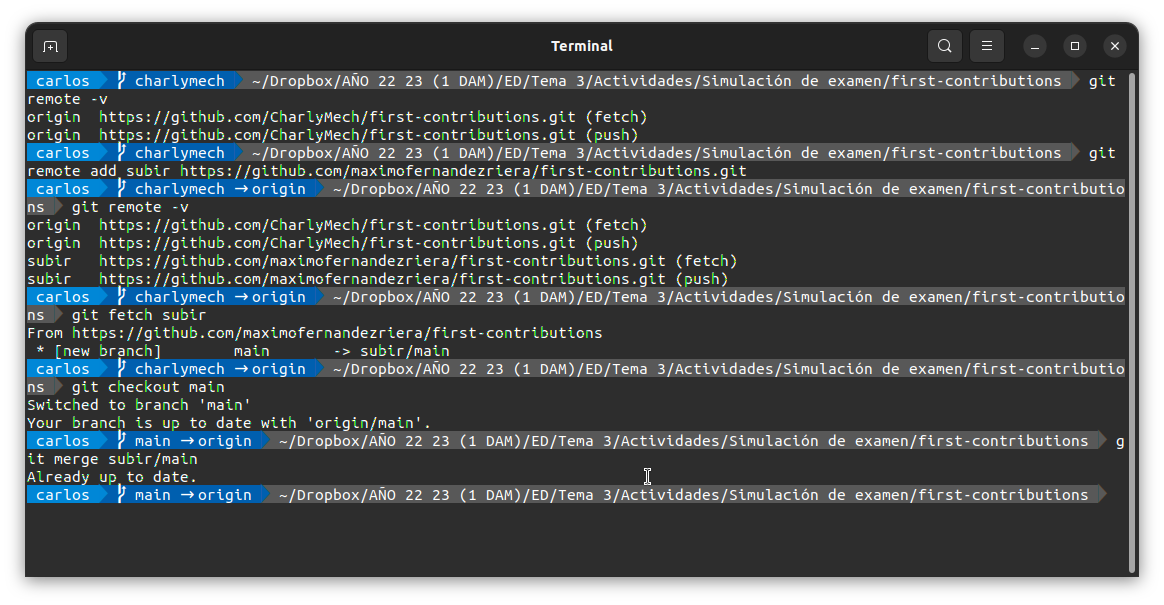 Terminal
carlos charlymech ~/Dropbox/AÑO 22 23 (1 DAM)/ED/Tema 3/Actividades/Simulación de examen/first-contributions git
remote -v
origin  https://github.com/CharlyMech/first-contributions.git (fetch)
origin  https://github.com/CharlyMech/first-contributions.git (push)
carlos charlymech ~/Dropbox/AÑO 22 23 (1 DAM)/ED/Tema 3/Actividades/Simulación de examen/first-contributions git
remote add subir https://github.com/maximofernandezriera/first-contributions.git
carlos charlymech →origin ~/Dropbox/AÑO 22 23 (1 DAM)/ED/Tema 3/Actividades/Simulación de examen/first-contributio
ns git remote -v
origin  https://github.com/CharlyMech/first-contributions.git (fetch)
origin  https://github.com/CharlyMech/first-contributions.git (push)
subir   https://github.com/maximofernandezriera/first-contributions.git (fetch)
subir   https://github.com/maximofernandezriera/first-contributions.git (push)
carlos charlymech →origin ~/Dropbox/AÑO 22 23 (1 DAM)/ED/Tema 3/Actividades/Simulación de examen/first-contributio
ns git fetch subir
From https://github.com/maximofernandezriera/first-contributions
 * [new branch]        main       -> subir/main
carlos charlymech →origin ~/Dropbox/AÑO 22 23 (1 DAM)/ED/Tema 3/Actividades/Simulación de examen/first-contributio
ns git checkout main
Switched to branch 'main'
Your branch is up to date with 'origin/main'.
carlos main →origin ~/Dropbox/AÑO 22 23 (1 DAM)/ED/Tema 3/Actividades/Simulación de examen/first-contributions g
it merge subir/main
Already up to date.
carlos main →origin ~/Dropbox/AÑO 22 23 (1 DAM)/ED/Tema 3/Actividades/Simulación de examen/first-contributions